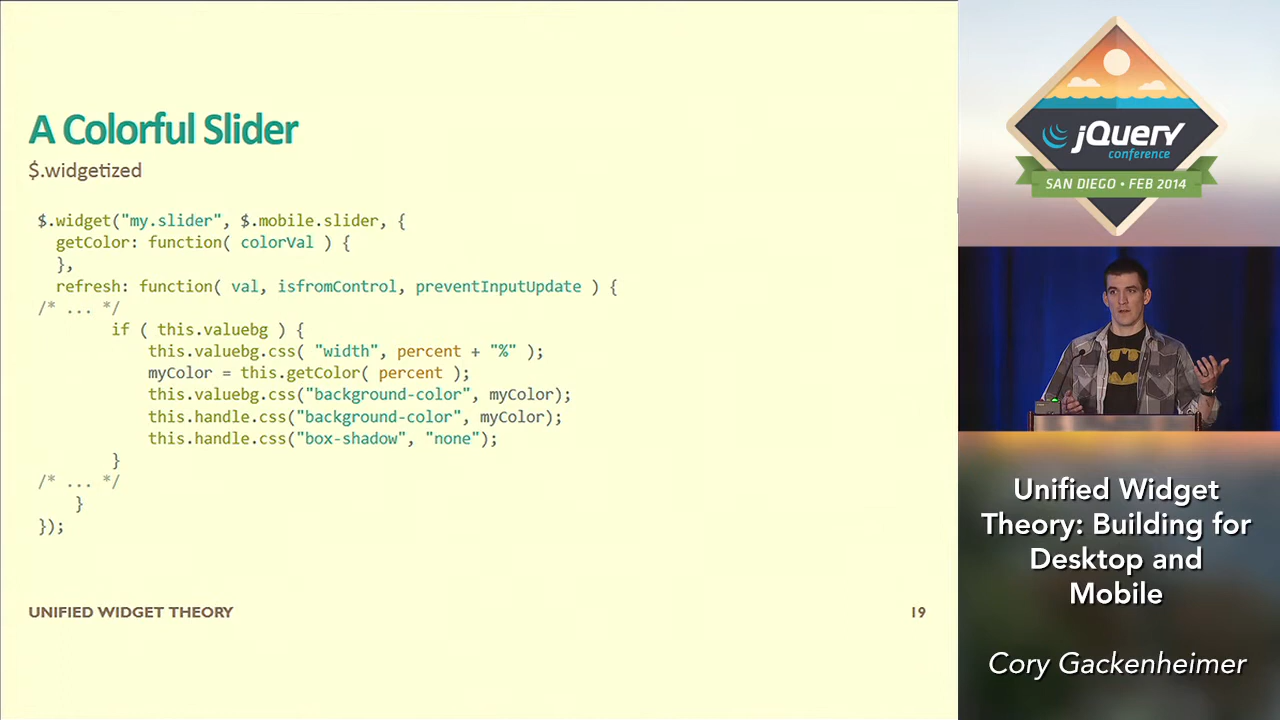 A Colorful Slider
$.widgetized
$.widget("my.slider", $.mobile.slider, {
getColor: function( colorVal ) {
},
refresh: function( val, isfromControl, preventInputUpdate ) {
/* ... */
if ( this.valuebg ) {
this.valuebg.css( "width", percent + "%" );
myColor = this.getColor( percent );
this.valuebg.css("background-color", myColor);
this.handle.css("background-color", myColor);
this.handle.css("box-shadow", "none");
}
/* ... */
}
});
UNIFIED WIDGET THEORY
19
jQuery
conference
SAN DIEGO • FEB 2014
Unified Widget
Theory: Building for
Desktop and
Mobile
Cory Gackenheimer